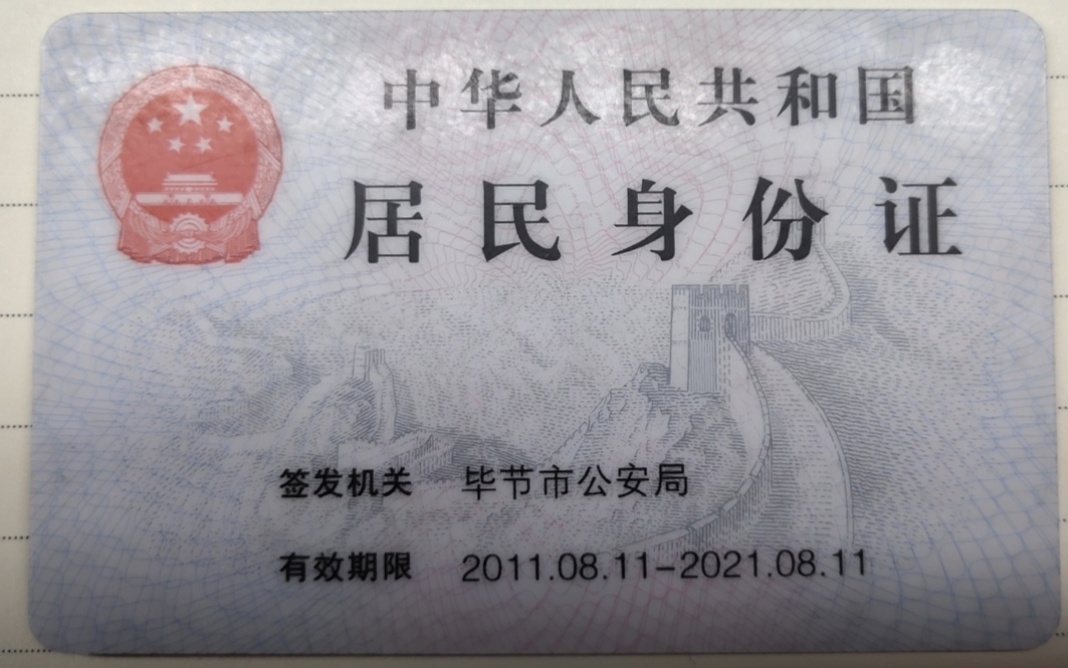 中华人民共和国
居民身份证
签发机关 毕节市公安局
有效期限 2011.08.11-2021.08.11